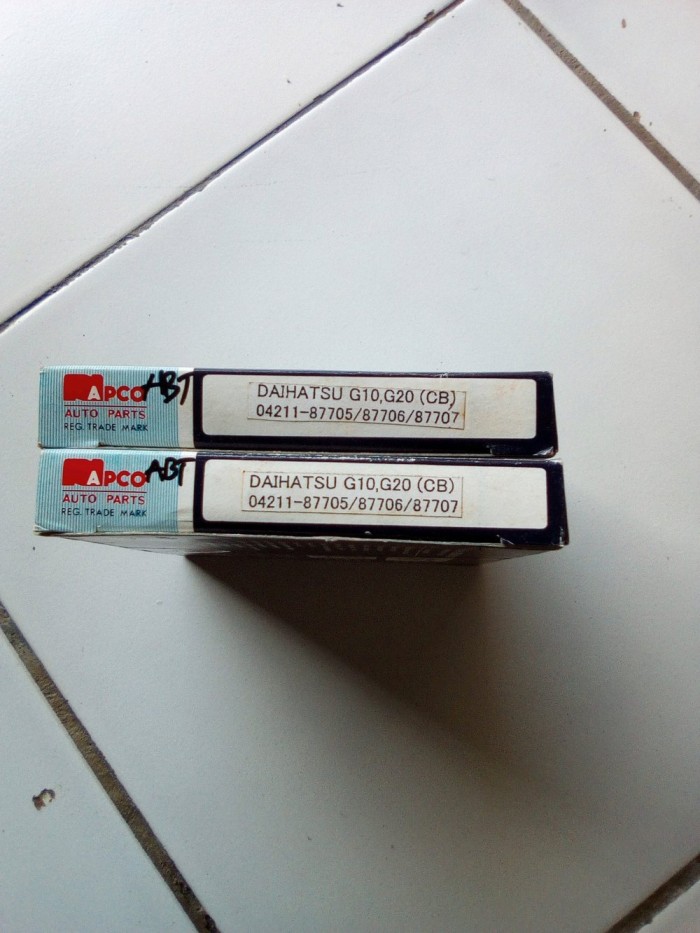 APCO ABT
AUTO PARTS
REG. TRADE MARK
DAIHATSU G10,G20 (CB)
04211-87705/87706/87707
APCO ABT
AUTO PARTS
REG. TRADE MARK
DAIHATSU G10,G20 (CB)
04211-87705/87706/87707